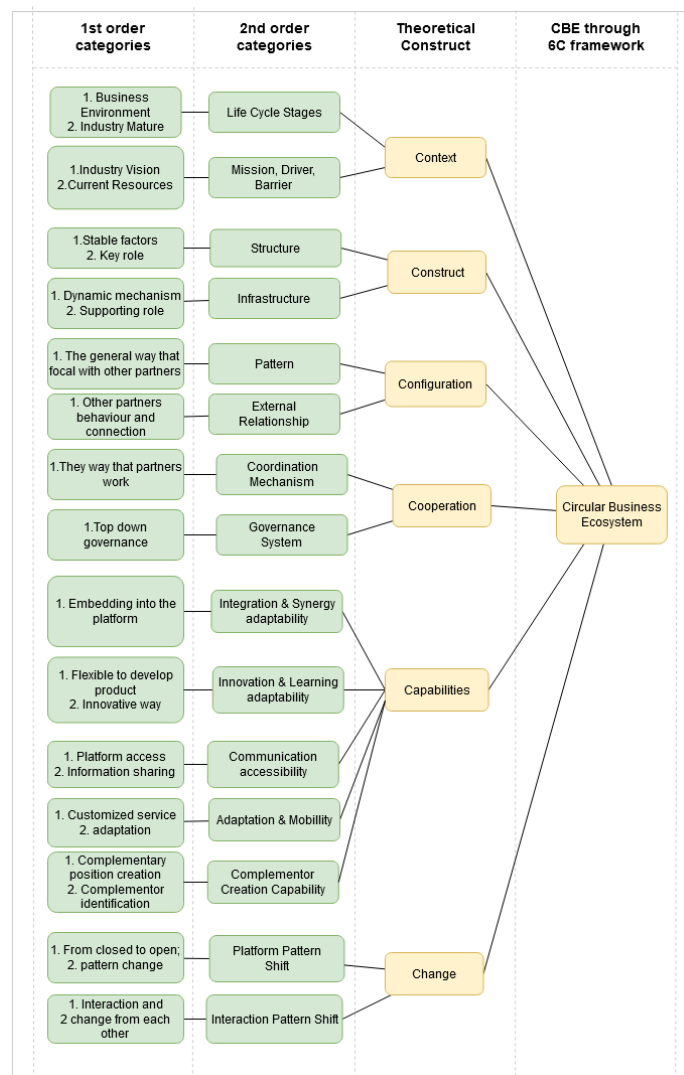 1st order
categories
2nd order
categories
Theoretical
Construct
CBE through
6C framework
1. Business
Environment
2. Industry Mature
Life Cycle Stages
1.Industry Vision
2.Current Resources
Mission, Driver,
Barrier
Context
1.Stable factors
2. Key role
Structure
1. Dynamic mechanism
2. Supporting role
Infrastructure
Construct
1. The general way that
focal with other partners
Pattern
1. Other partners
behaviour and
connection
External
Relationship
Configuration
1.They way that partners
work
Coordination
Mechanism
1.Top down
governance
Governance
System
Cooperation
Circular Business
Ecosystem
1. Embedding into the
platform
Integration & Synergy
adaptability
1. Flexible to develop
product
2. Innovative way
Innovation & Learning
adaptability
Capabilities
1. Platform access
2. Information sharing
Communication
accessibility
1. Customized service
2. adaptation
Adaptation & Mobillity
1. Complementary
position creation
2. Complementor
identification
Complementor
Creation Capability
1. From closed to open;
2. pattern change
Platform Pattern
Shift
Change
1. Interaction and
2 change from each
other
Interaction Pattern Shift